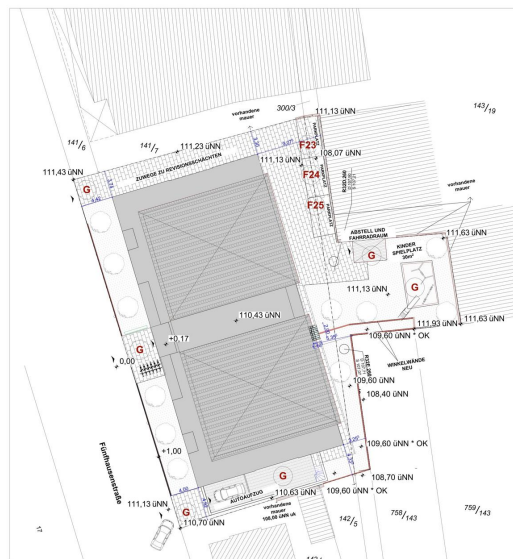 300/3
111,13 üNN
143/19
vorhandene
mauer
141/6
141/7
111,23 üNN
ZUWEGE ZU REVISIONSSCHÄCHTEN
F23
PARKPLATZ
108,07 üNN
111,13 üNN
111,43 üNN
G
F24
PARKPLATZ
F25
PARKPLATZ
vorhandene
mauer
ABSTELL UND
FAHRRADRAUM
G
KINDER
SPIELPLATZ
30m²
G
111,63 üNN
111,13 üNN
110,43 üNN
111,93 üNN
111,63 üNN
+0.17
G
0,00
109,60 üNN * OK
WINKELWÄNDE
NEU
109,60 üNN
108,40 üNN
+1,00
Fünfhausenstraße
109,60 üNN * OK
G
AUTOAUFZUG
108,70 üNN
111,13 üNN
G
110,63 üNN
109,60 üNN * OK
110,70 üNN
vorhandene
mauer
17
142/5
758/143
759/143